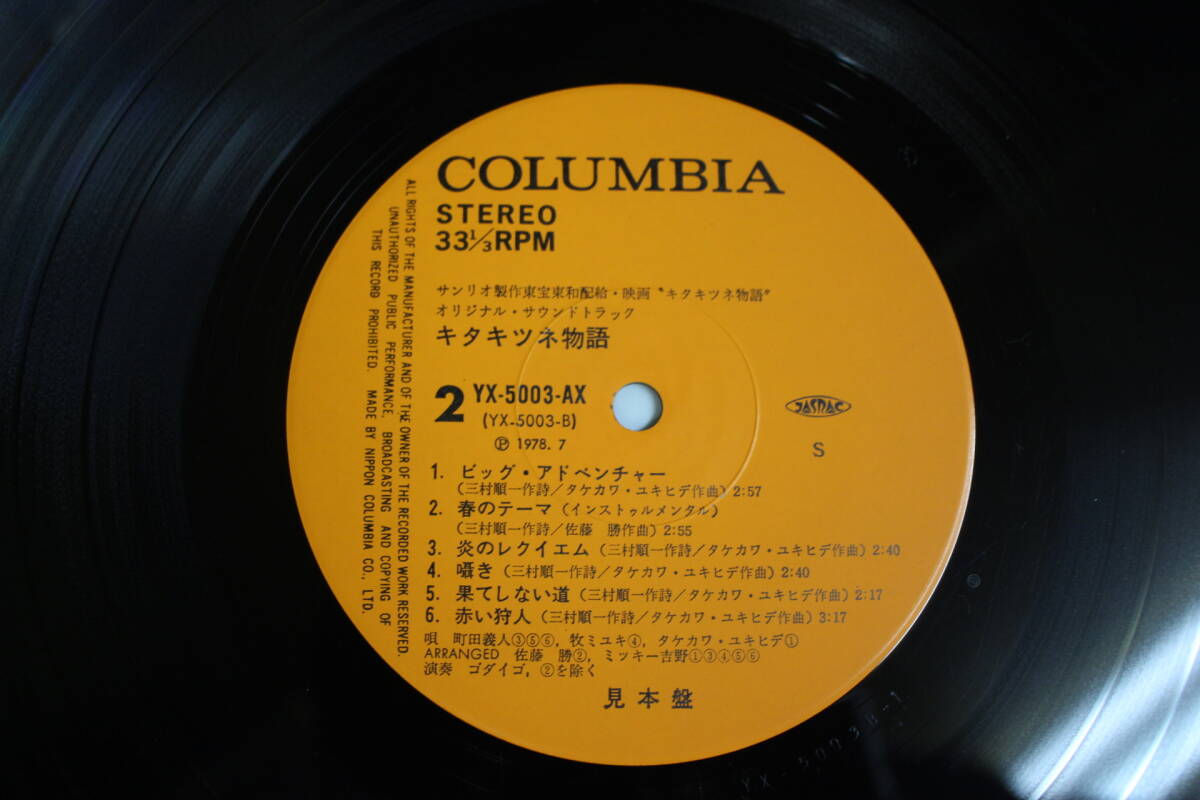 COLUMBIA
STEREO
33⅓RPM
サンリオ製作東宝東和配給・映画〝キタキツネ物語〟
オリジナル・サウンドトラック
キタキツネ物語
2 YX-5003-AX
(YX-5003-B)
Ⓟ 1978. 7
JASRAC
S
1. ビッグ・アドベンチャー
(三村順一作詩/タケカワ・ユキヒデ作曲) 2:57
2. 春のテーマ (インストゥルメンタル)
(三村順一作詩/佐藤 勝作曲) 2:55
3. 炎のレクイエム (三村順一作詩/タケカワ・ユキヒデ作曲) 2:40
4. 囁き (三村順一作詩/タケカワ・ユキヒデ作曲) 2:40
5. 果てしない道 (三村順一作詩/タケカワ・ユキヒデ作曲) 2:17
6. 赤い狩人 (三村順一作詩/タケカワ・ユキヒデ作曲) 3:17
唄 町田義人③⑤⑥, 牧ミユキ④, タケカワ・ユキヒデ①
ARRANGED 佐藤 勝②, ミッキー吉野①③④⑤⑥
演奏 ゴダイゴ, ②を除く
見本盤
ALL RIGHTS OF THE MANUFACTURER AND OF THE OWNER OF THE RECORDED WORK RESERVED.
UNAUTHORIZED PUBLIC PERFORMANCE, BROADCASTING AND COPYING OF
THIS RECORD PROHIBITED. MADE BY NIPPON COLUMBIA CO., LTD.
YX-5003B-1